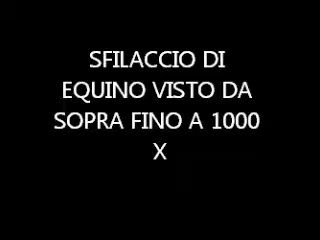 SFILACCIO DI
EQUINO VISTO DA
SOPRA FINO A 1000
X